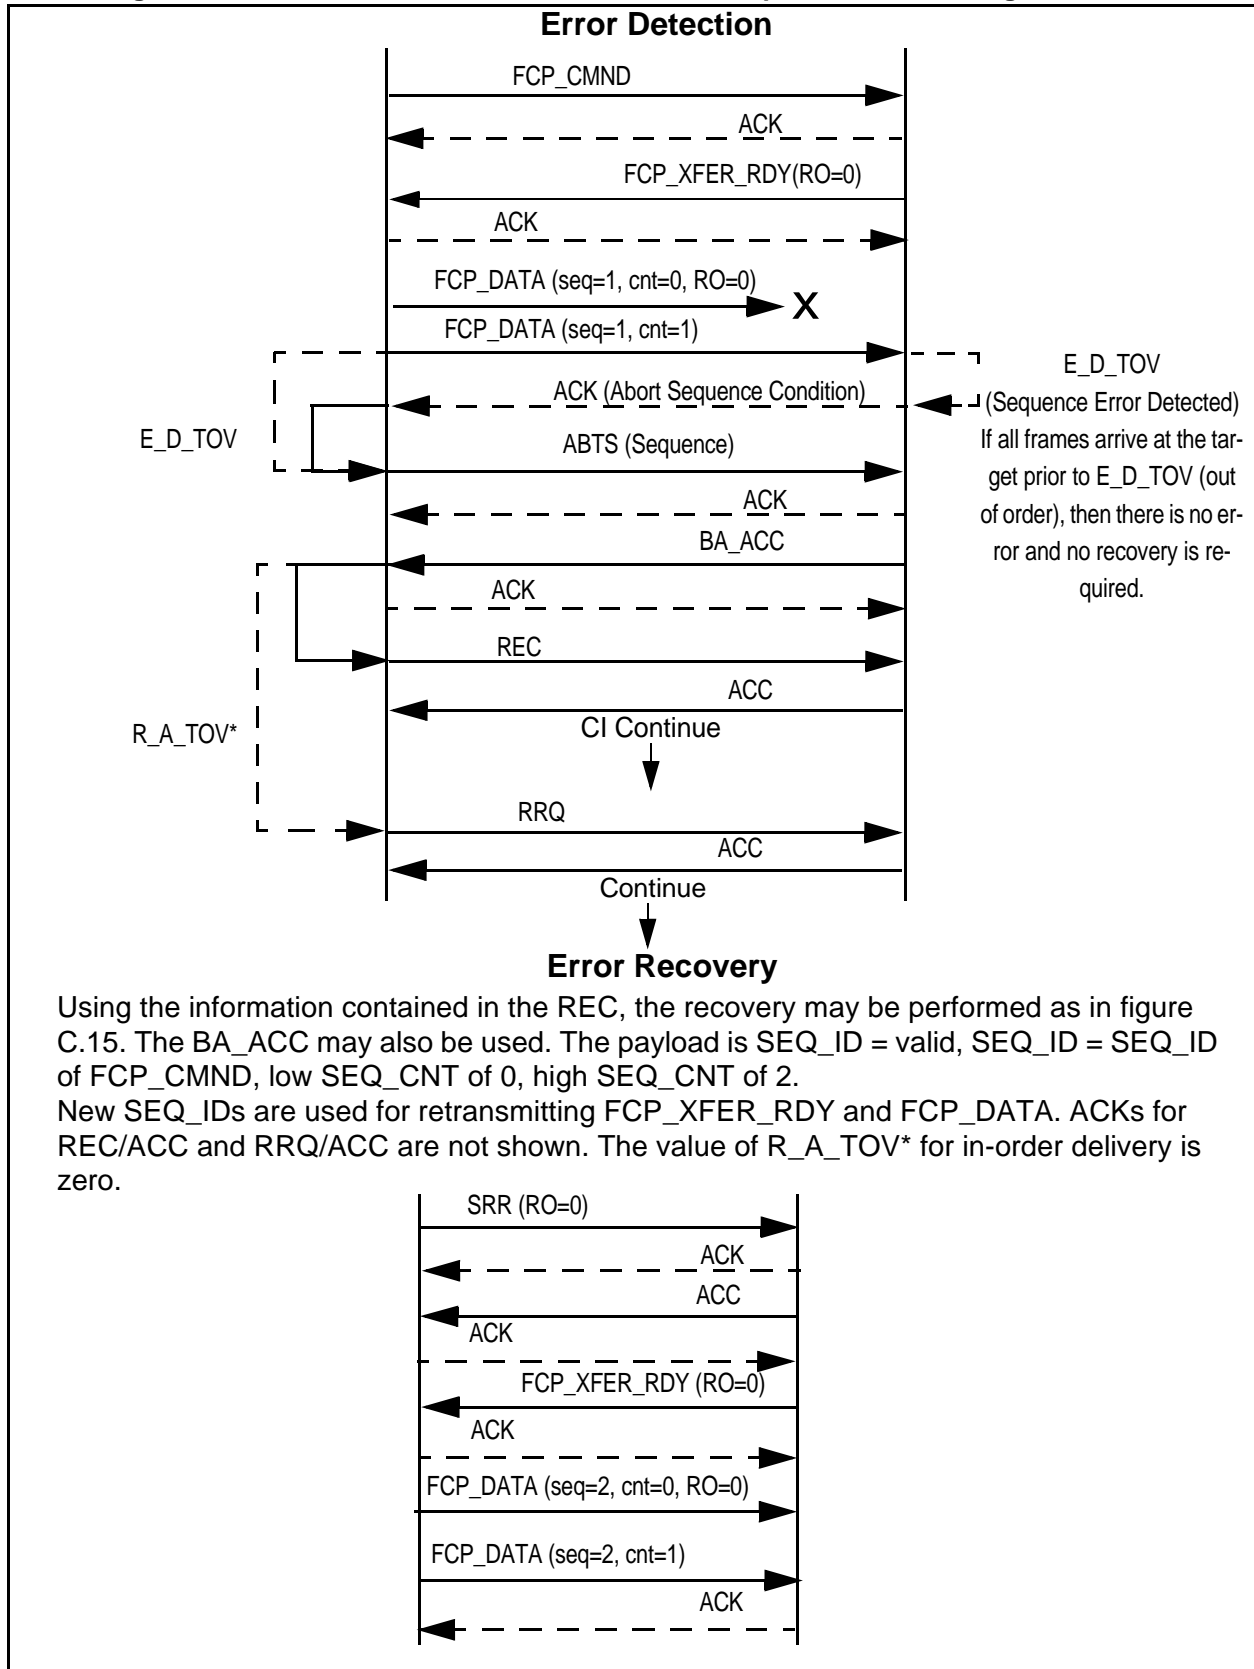 Error Detection
FCP_CMND
ACK
FCP_XFER_RDY(RO=0)
ACK
FCP_DATA (seq=1, cnt=0, RO=0)
X
FCP_DATA (seq=1, cnt=1)
E_D_TOV
ACK (Abort Sequence Condition)
(Sequence Error Detected)
E_D_TOV
ABTS (Sequence)
If all frames arrive at the tar-
get prior to E_D_TOV (out
of order), then there is no er-
ror and no recovery is re-
quired.
ACK
BA_ACC
ACK
REC
ACC
R_A_TOV*
CI Continue
RRQ
ACC
Continue
Error Recovery
Using the information contained in the REC, the recovery may be performed as in figure
C.15. The BA_ACC may also be used. The payload is SEQ_ID = valid, SEQ_ID = SEQ_ID
of FCP_CMND, low SEQ_CNT of 0, high SEQ_CNT of 2.
New SEQ_IDs are used for retransmitting FCP_XFER_RDY and FCP_DATA. ACKs for
REC/ACC and RRQ/ACC are not shown. The value of R_A_TOV* for in-order delivery is
zero.
SRR (RO=0)
ACK
ACC
ACK
FCP_XFER_RDY (RO=0)
ACK
FCP_DATA (seq=2, cnt=0, RO=0)
FCP_DATA (seq=2, cnt=1)
ACK